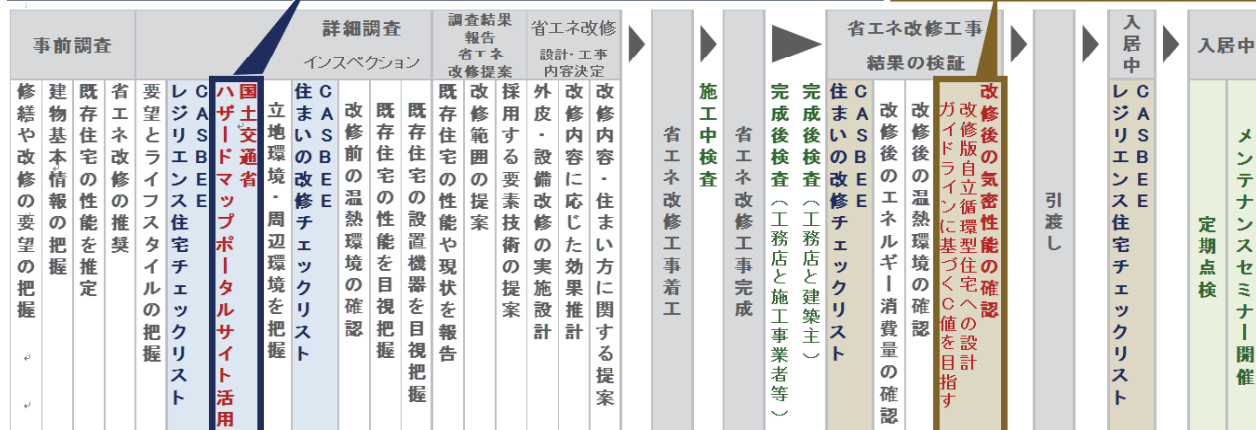 事前調査
修繕や改修の要望の把握
建物基本情報の把握
既存住宅の性能を推定
省エネ改修の推奨
詳細調査
インスペクション
要望とライフスタイルの把握
CASBEE
レジリエンス住宅チェックリスト
国土交通省
ハザードマップポータルサイト活用
立地環境・周辺環境を把握
CASBEE
住まいの改修チェックリスト
改修前の温熱環境の確認
既存住宅の性能を目視把握
既存住宅の設置機器を目視把握
調査結果
報告
省エネ
改修提案
既存住宅の性能や現状を報告
改修範囲の提案
採用する要素技術の提案
省エネ改修
設計・工事
内容決定
外皮・設備改修の実施設計
改修内容に応じた効果推計
改修内容・住まい方に関する提案
省エネ改修工事着工
施工中検査
省エネ改修工事完成
完成後検査(工務店と施工事業者等)
完成後検査(工務店と建築主)
省エネ改修工事
結果の検証
CASBEE
住まいの改修チェックリスト
改修後のエネルギー消費量の確認
改修後の温熱環境の確認
改修後の気密性能の確認
改修版自立循環型住宅への設計
ガイドラインに基づくC値を目指す
引渡し
入居中
CASBEE
レジリエンス住宅チェックリスト
入居中
定期点検
メンテナンスセミナー開催